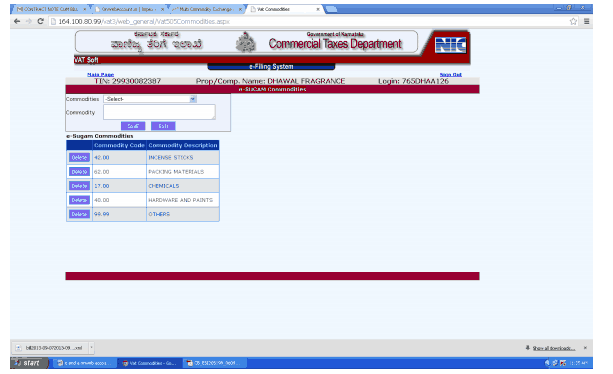 Vat Commodities
164.100.80.99/vat3/web_general/Vat505Commodities.aspx
ಕರ್ನಾಟಕ ಸರ್ಕಾರ
ವಾಣಿಜ್ಯ ತೆರಿಗೆ ಇಲಾಖೆ
Government of Karnataka
Commercial Taxes Department
NIC
VAT Soft
e-Filing System
Main Page
Sign Out
TIN: 29930082387 Prop/Comp. Name: DHAWAL FRAGRANCE Login: 765DHAA126
e-SUGAM Commodities
Commodities -Select-
Commodity
Exit
e-Sugam Commodities
Commodity Code Commodity Description
Delete 42.00 INCENSE STICKS
Delete 62.00 PACKING MATERIALS
Delete 17.00 CHEMICALS
Delete 48.00 HARDWARE AND PAINTS
Delete 99.99 OTHERS
Show all downloads...
start
Vat Commodities - Go...